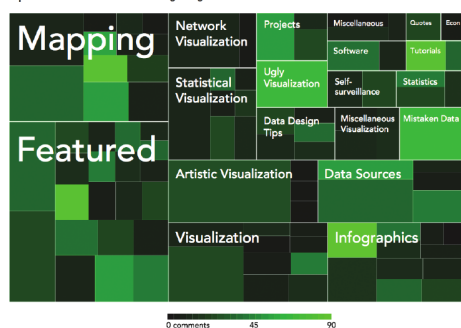 Mapping
Featured
Network
Visualization
Statistical
Visualization
Projects
Ugly
Visualization
Data Design
Tips
Miscellaneous
Quotes
Econ
Software
Tutorials
Self-
surveillance
Statistics
Miscellaneous
Visualization
Mistaken Data
Artistic Visualization
Data Sources
Visualization
Infographics
0 comments 45 90